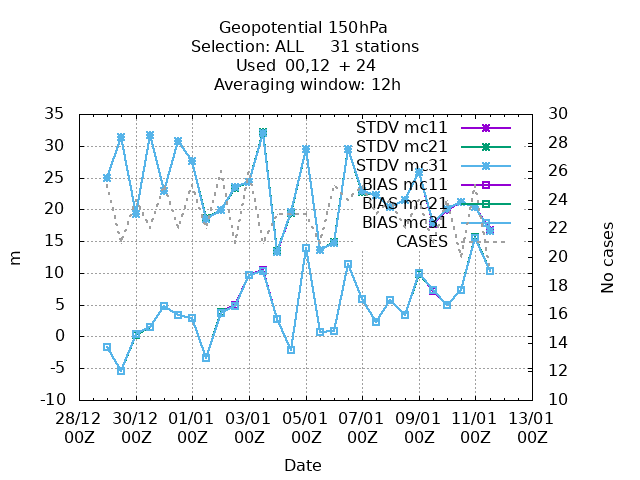 Geopotential 150hPa
Selection: ALL 31 stations
Used 00,12 + 24
Averaging window: 12h
35
30
25
20
15
10
5
0
-5
-10
30
28
26
24
22
20
18
16
14
12
10
m
No cases
STDV mc11
STDV mc21
STDV mc31
BIAS mc11
BIAS mc21
BIAS mc31
CASES
28/12 30/12 01/01 03/01 05/01 07/01 09/01 11/01 13/01
00Z 00Z 00Z 00Z 00Z 00Z 00Z 00Z 00Z
Date